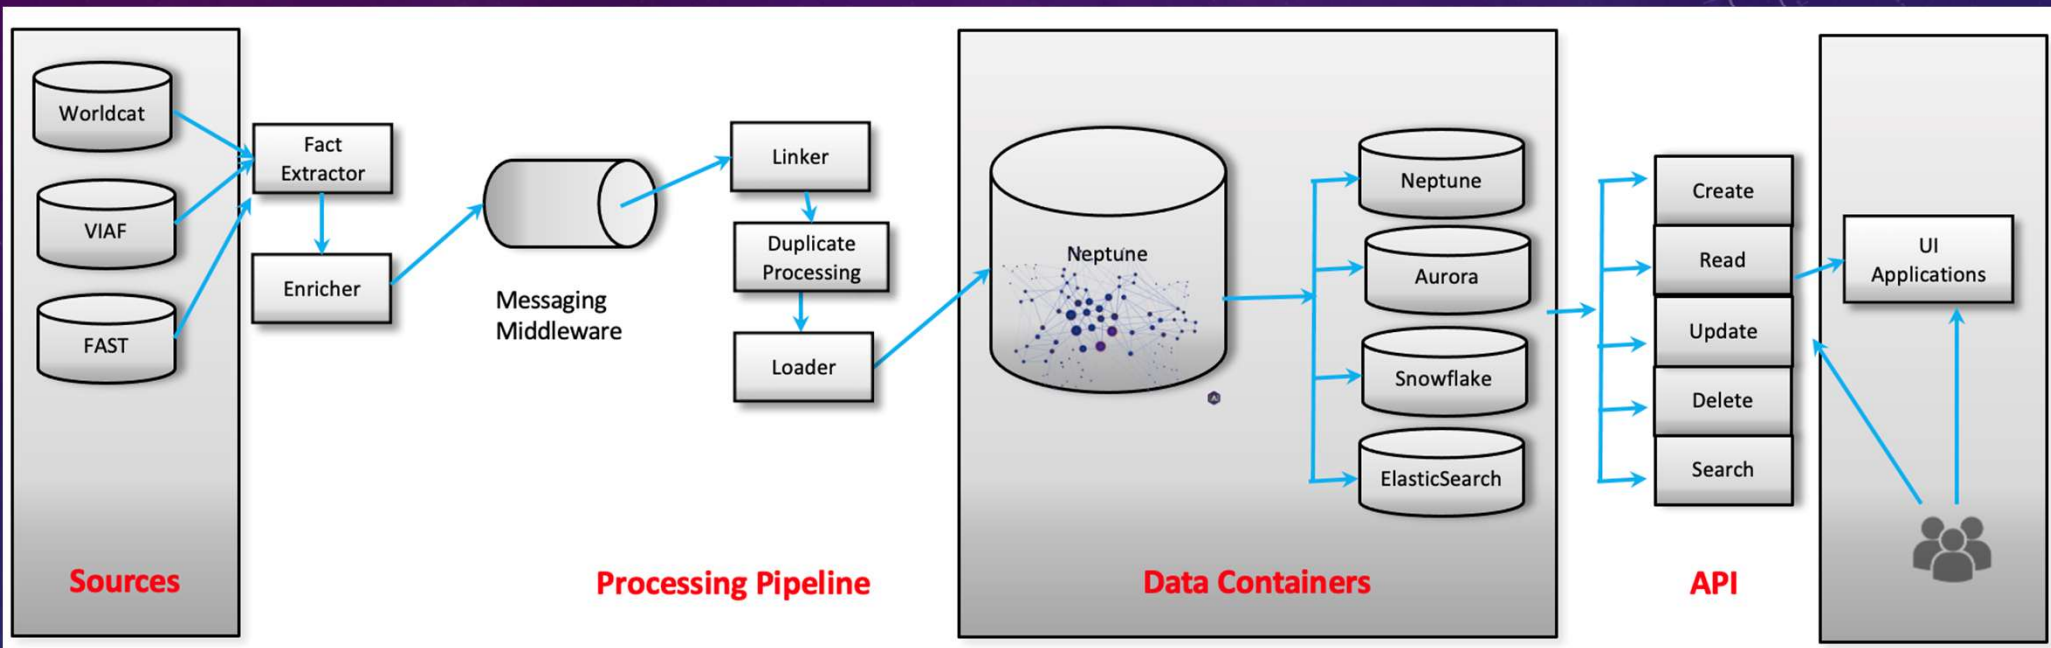 Worldcat
VIAF
FAST
Sources
Fact
Extractor
Enricher
Messaging
Middleware
Linker
Duplicate
Processing
Loader
Processing Pipeline
Neptune
Neptune
Aurora
Snowflake
ElasticSearch
Data Containers
Create
Read
Update
Delete
Search
API
UI
Applications